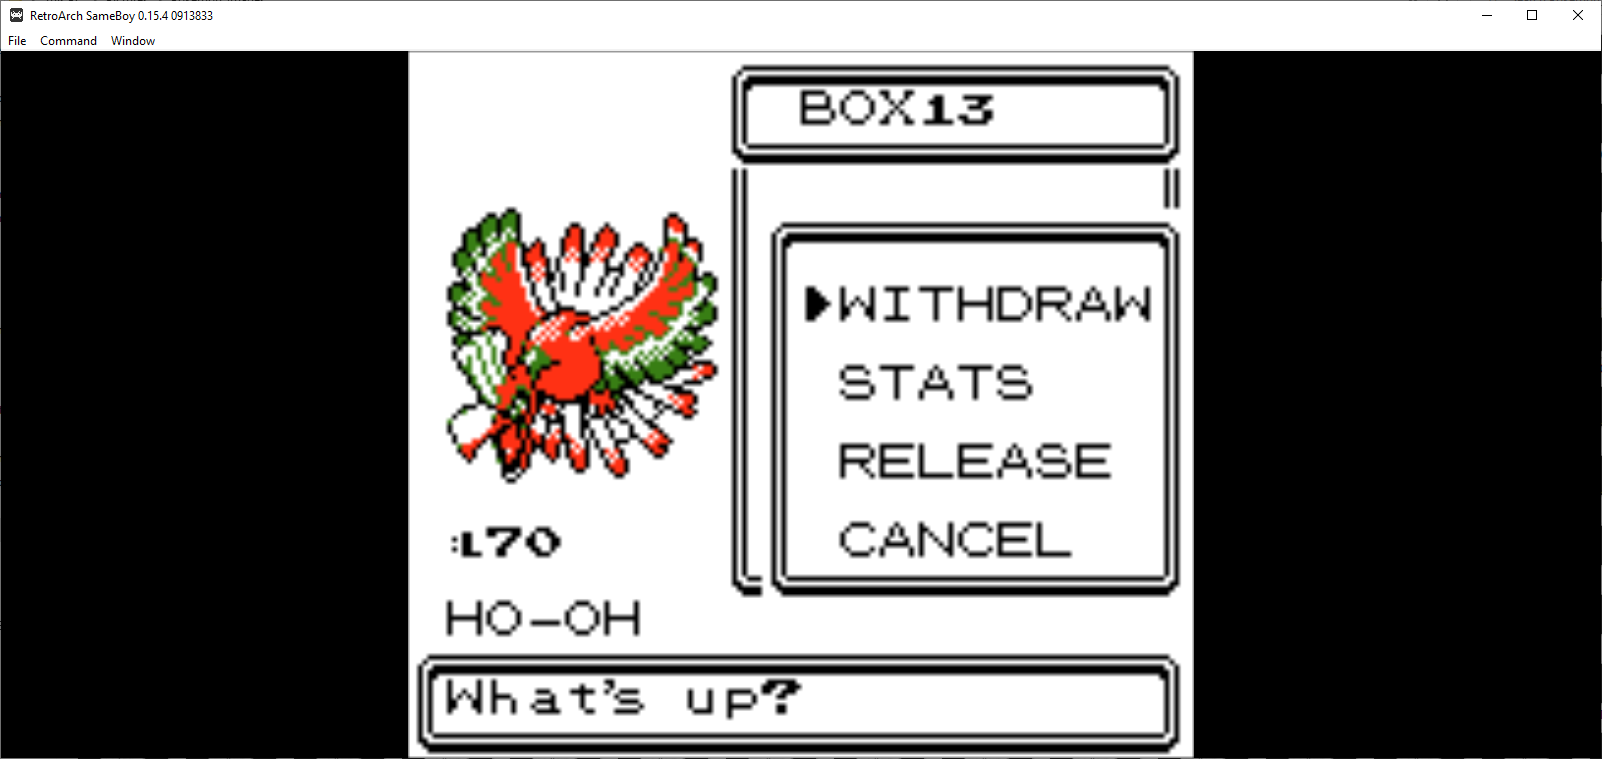 RetroArch SameBoy 0.15.4 0913833
File Command Window
BOX13
WITHDRAW
STATS
RELEASE
CANCEL
:L70
HO-OH
What's up?